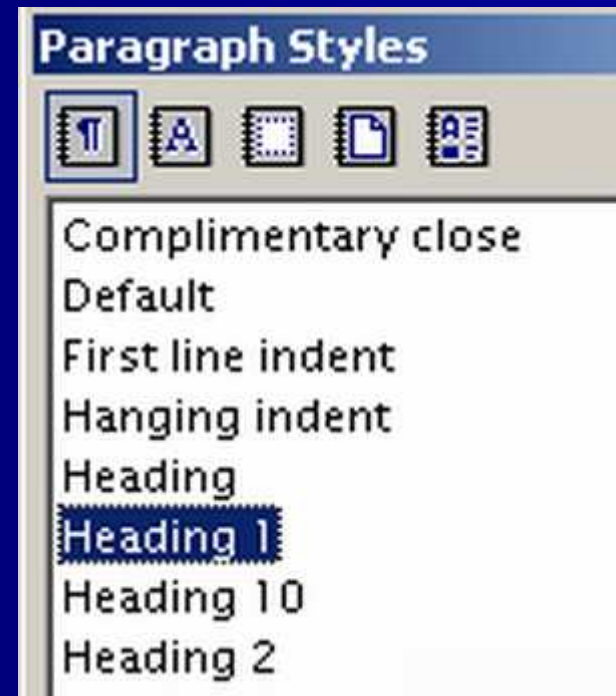 Paragraph Styles
Complimentary close
Default
First line indent
Hanging indent
Heading
Heading 1
Heading 10
Heading 2